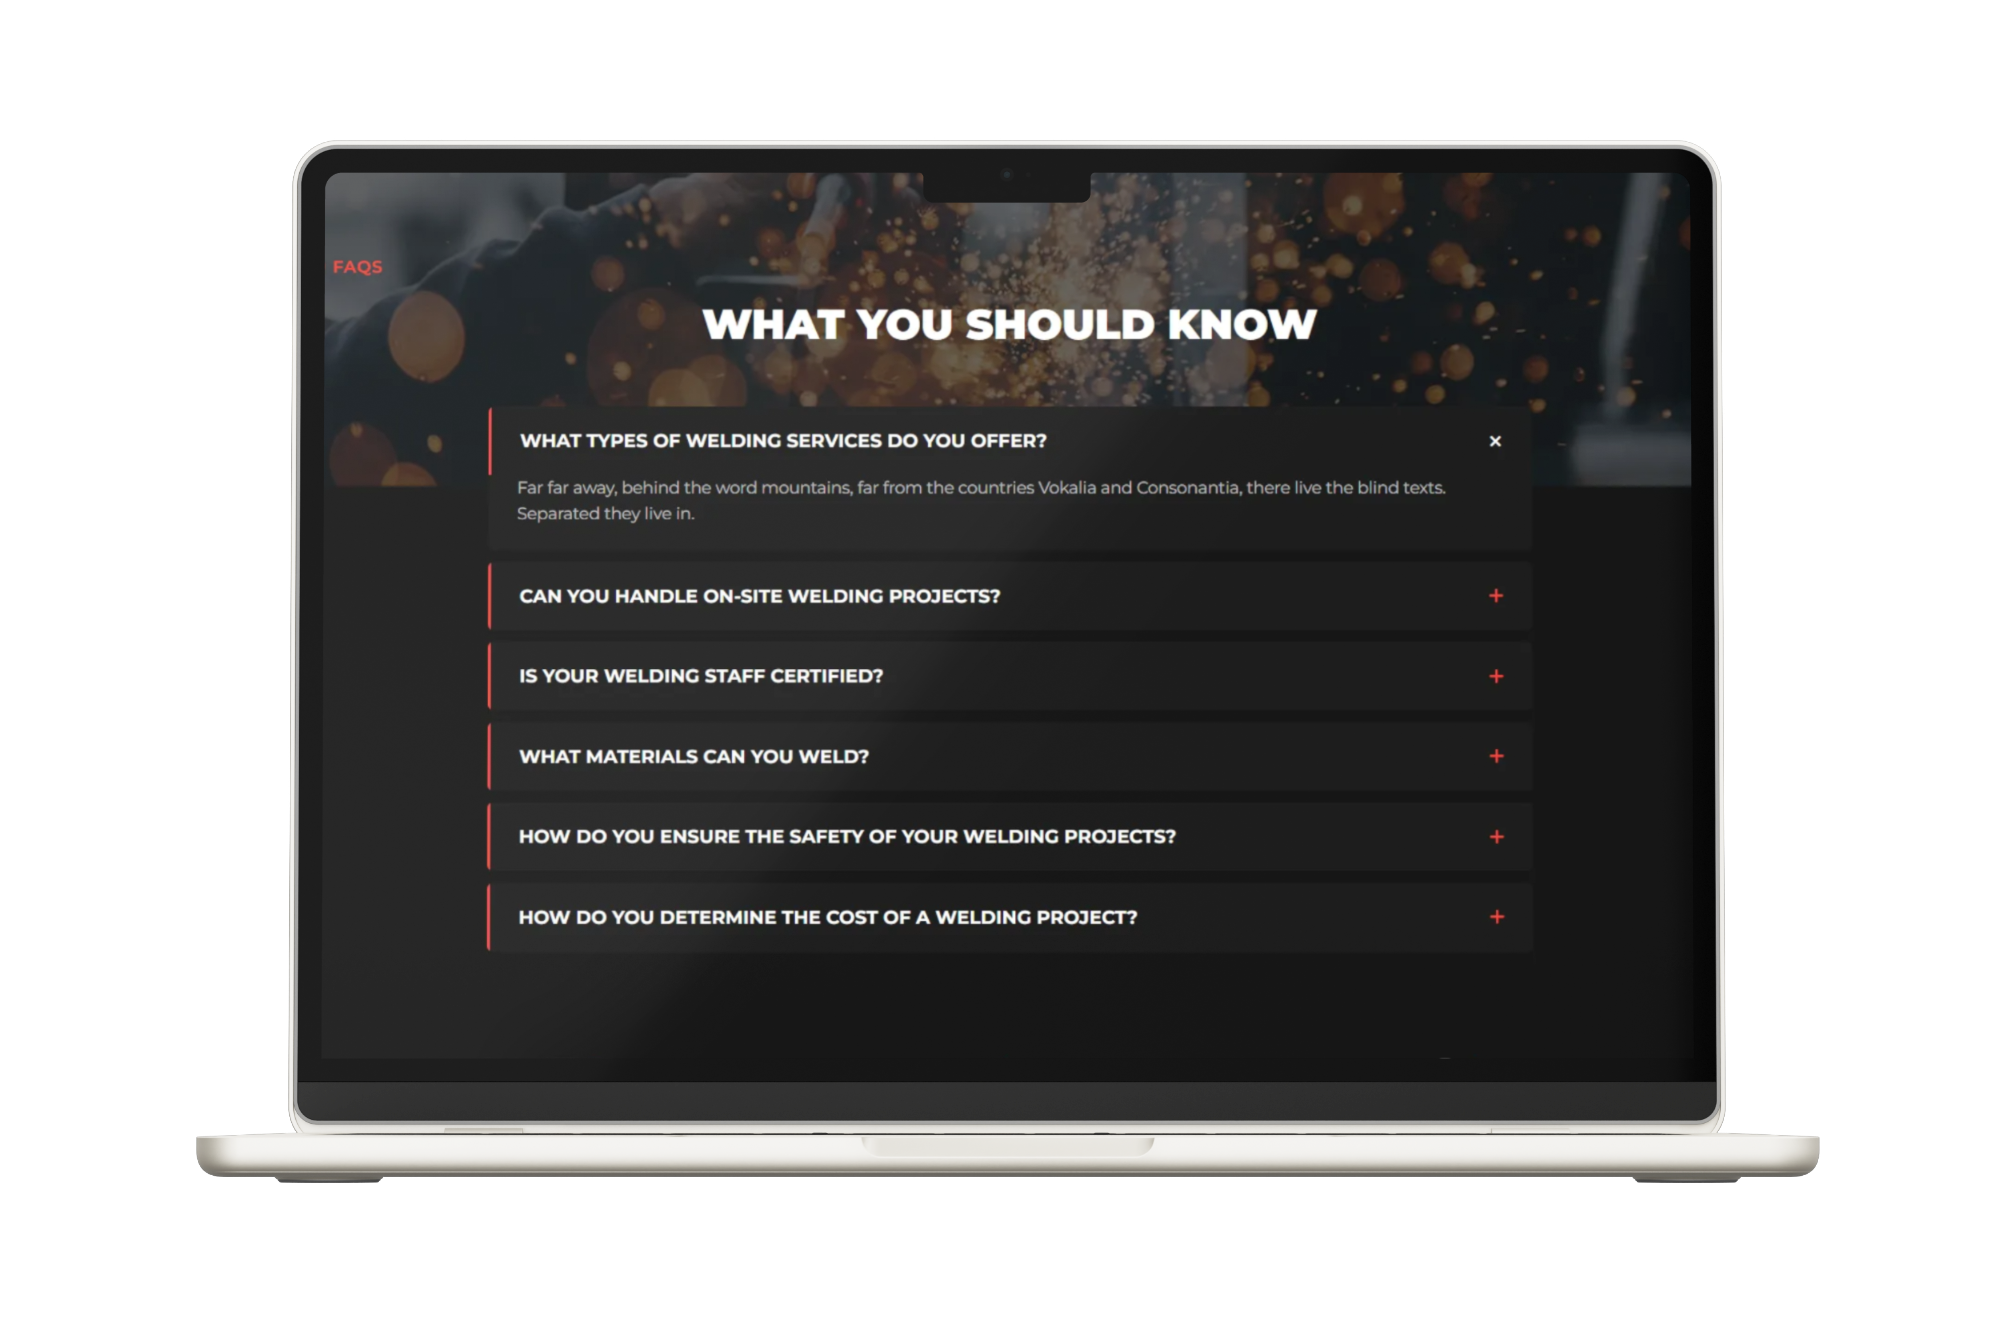 FAQS
WHAT YOU SHOULD KNOW
WHAT TYPES OF WELDING SERVICES DO YOU OFFER?
Far far away, behind the word mountains, far from the countries Vokalia and Consonantia, there live the blind texts.
Separated they live in.
CAN YOU HANDLE ON-SITE WELDING PROJECTS?
IS YOUR WELDING STAFF CERTIFIED?
WHAT MATERIALS CAN YOU WELD?
HOW DO YOU ENSURE THE SAFETY OF YOUR WELDING PROJECTS?
HOW DO YOU DETERMINE THE COST OF A WELDING PROJECT?